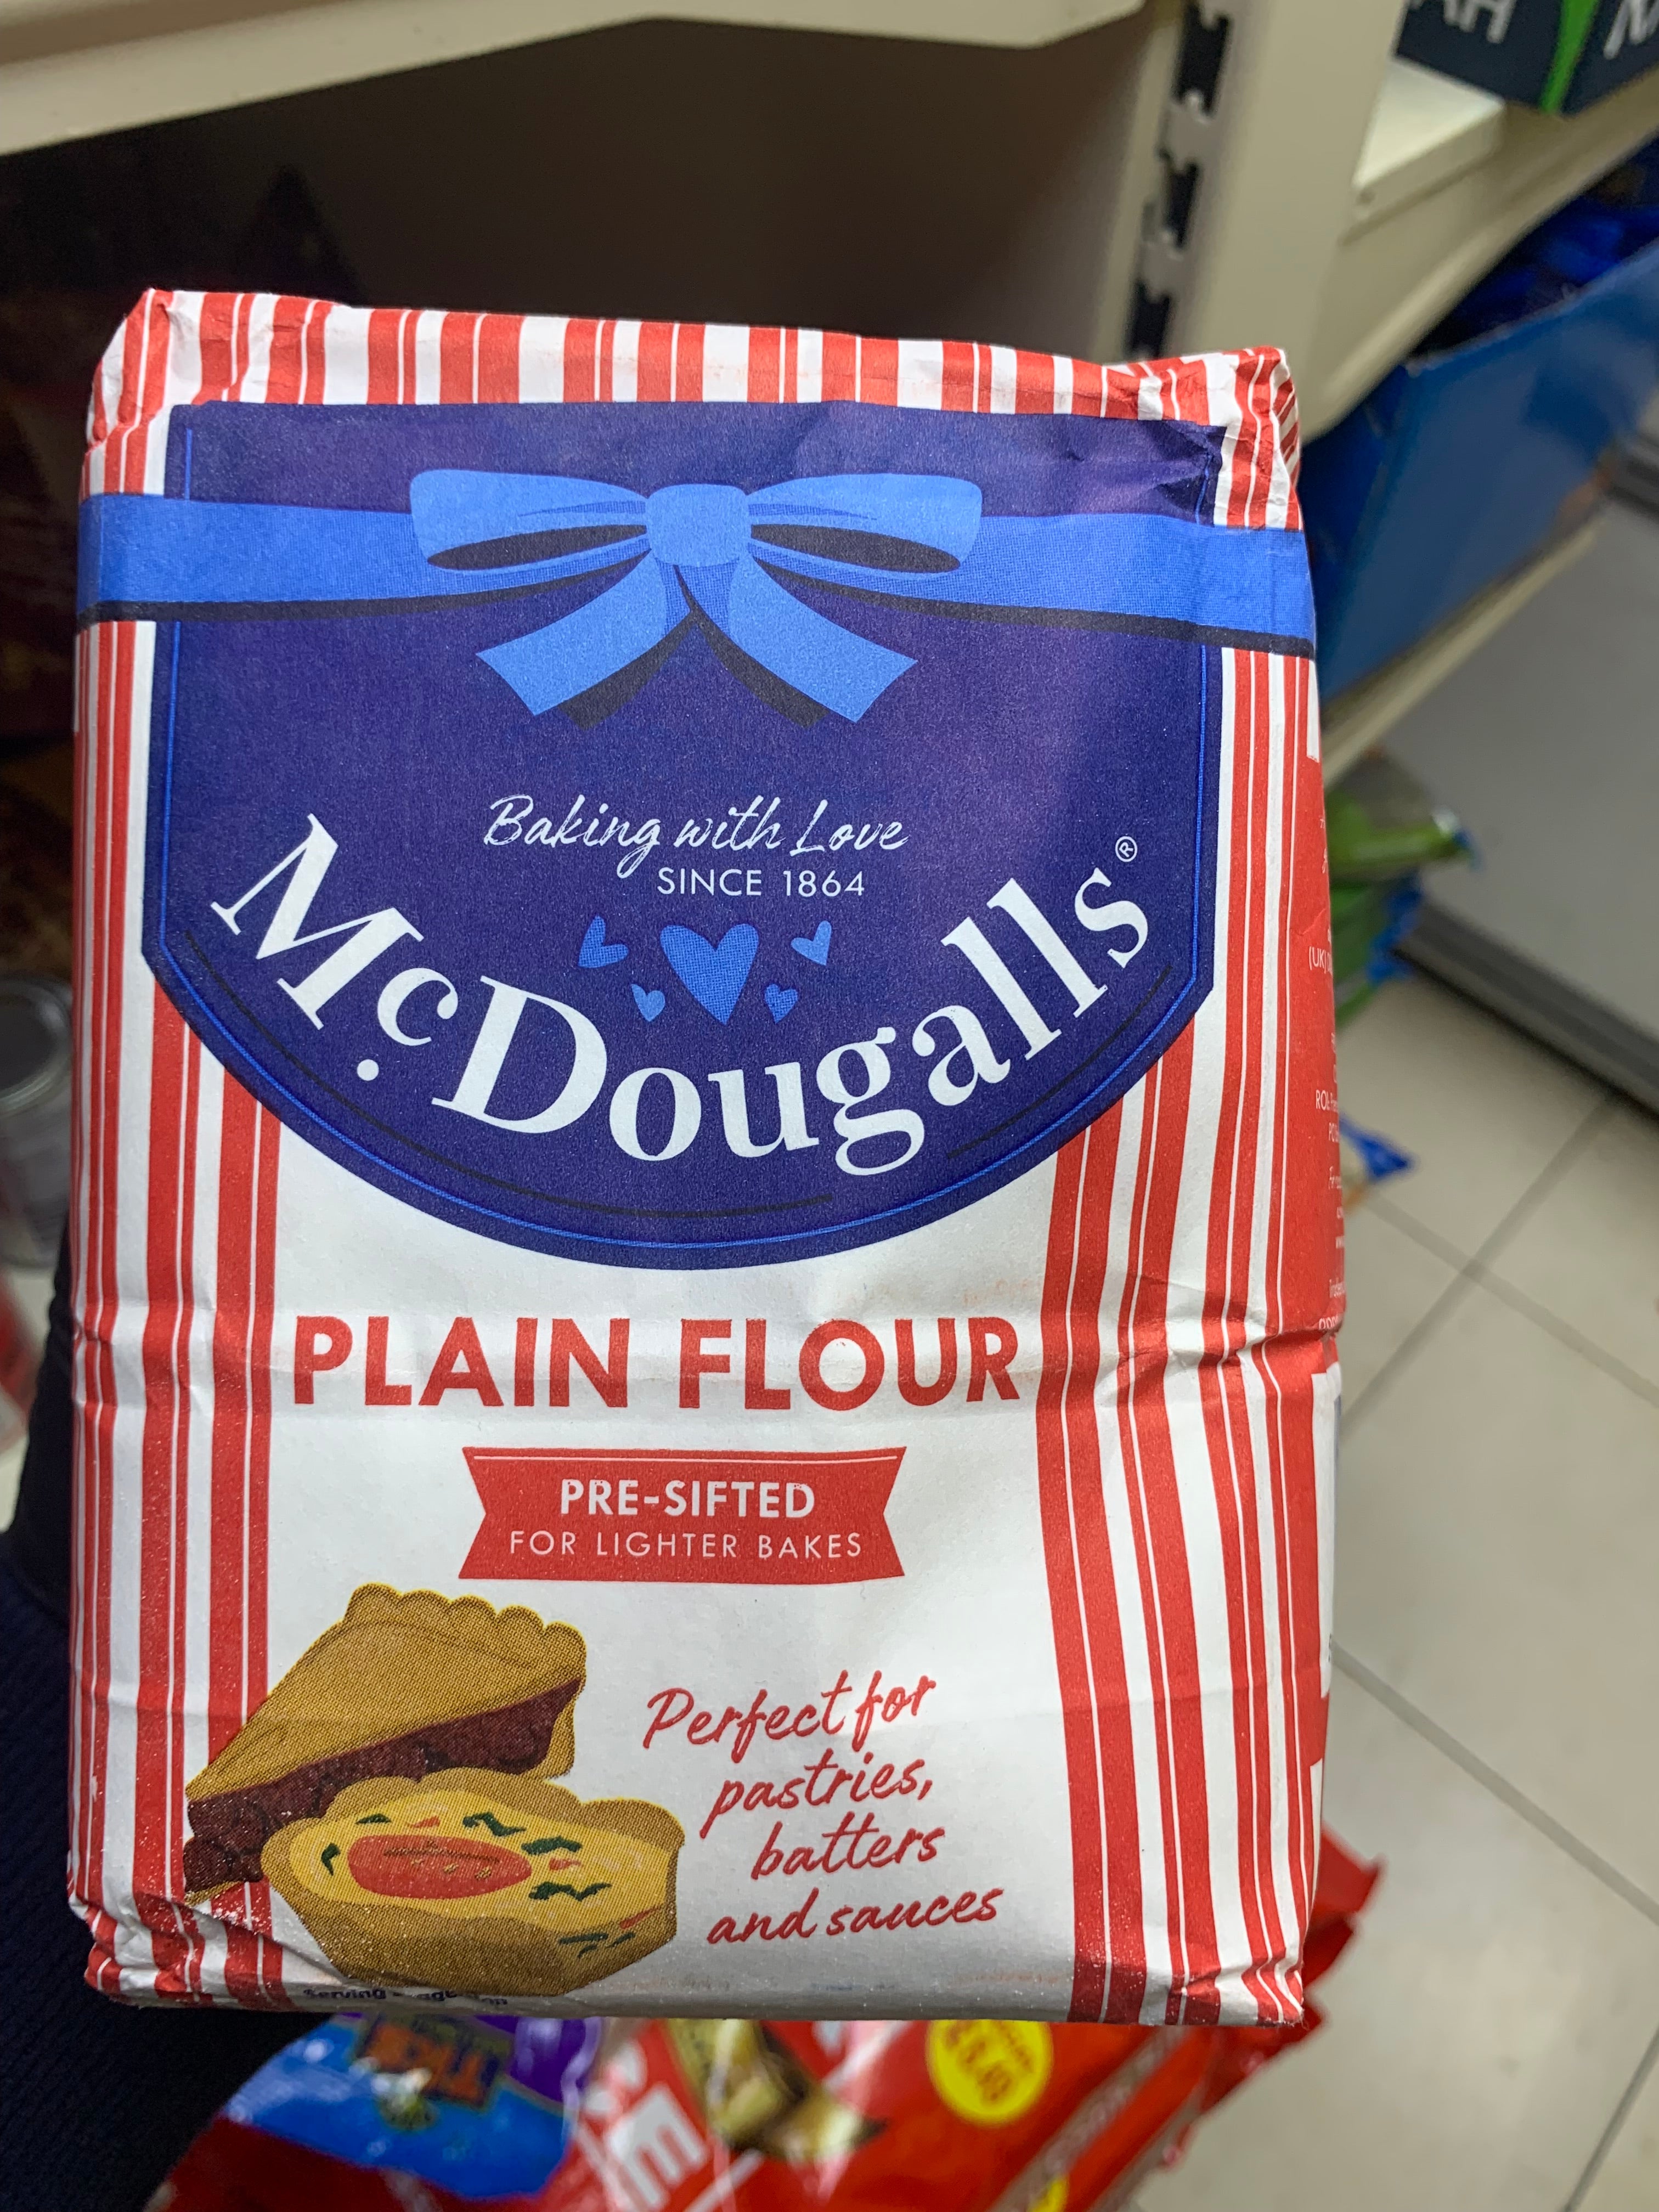 Baking with Love
SINCE 1864
McDougalls®
PLAIN FLOUR
PRE-SIFTED
FOR LIGHTER BAKES
Perfect for
pastries,
batters
and sauces